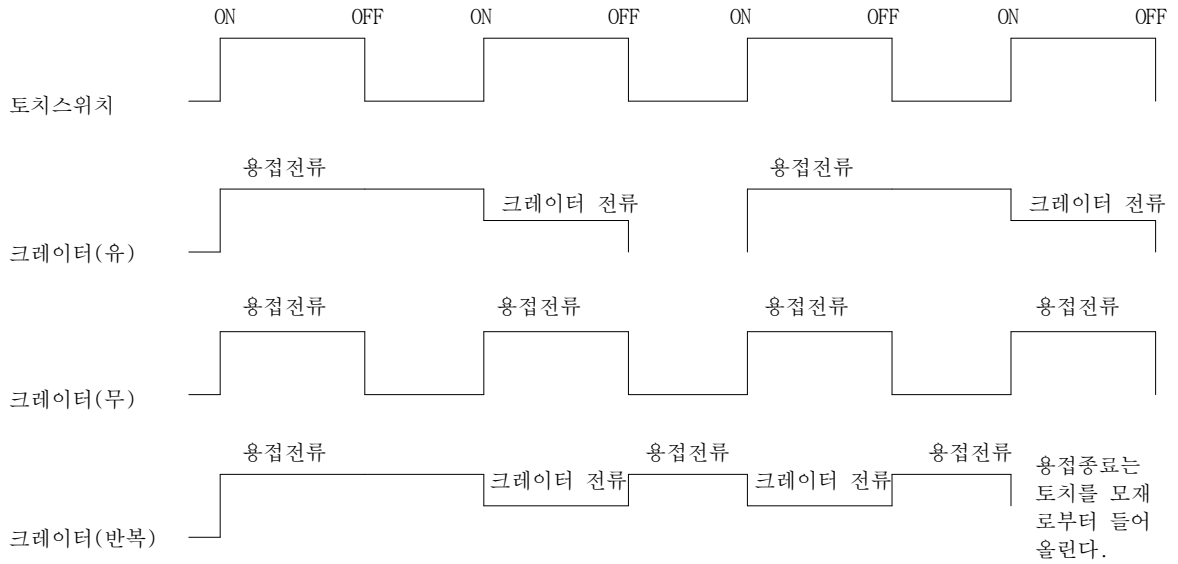 ON OFF ON OFF ON OFF ON OFF
토치스위치
용접전류 용접전류
크레이터 전류 크레이터 전류
크레이터(유)
용접전류 용접전류 용접전류 용접전류
크레이터(무)
용접전류 용접전류 용접전류
크레이터 전류 크레이터 전류
크레이터(반복)
용접종료는
토치를 모재
로부터 들어
올린다.